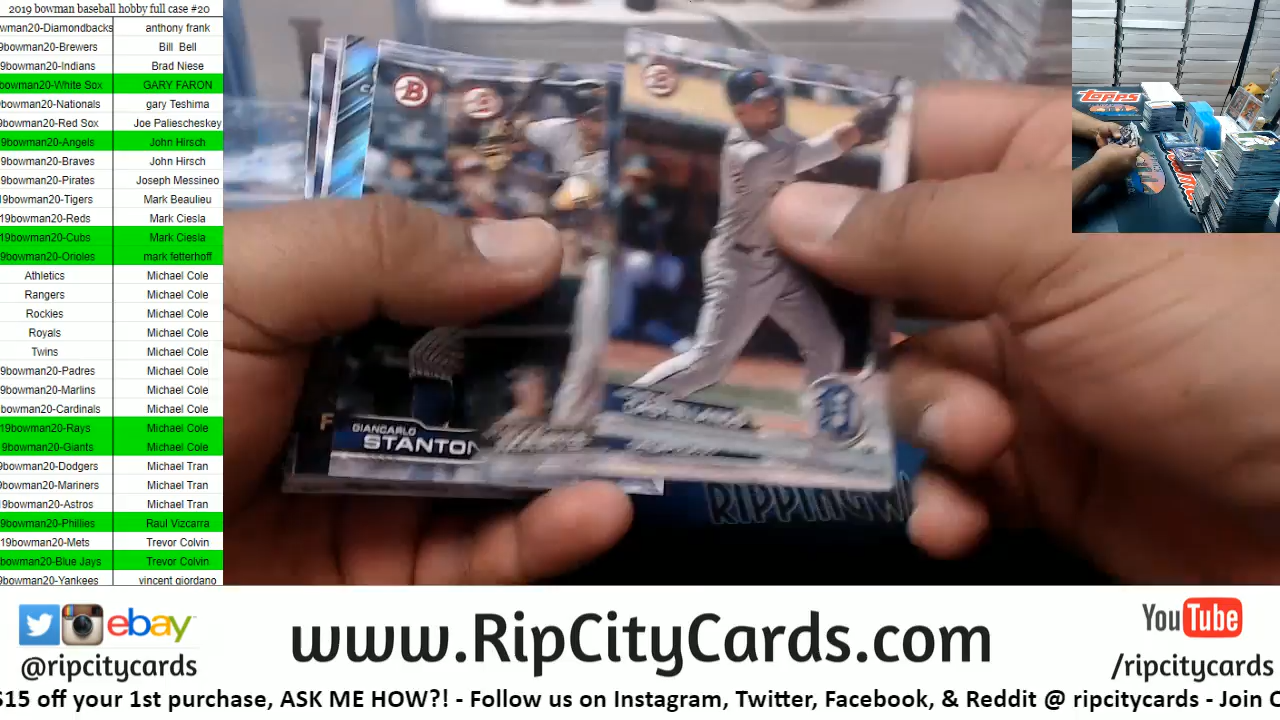 2019 bowman baseball hobby full case #20
wman20-Diamondbacks anthony frank
9bowman20-Brewers Bill Bell
9bowman20-Indians Brad Niese
bowman20-White Sox GARY FARON
bowman20-Nationals gary Teshima
9bowman20-Red Sox Joe Paliescheskey
19bowman20-Angels John Hirsch
9bowman20-Braves John Hirsch
9bowman20-Pirates Joseph Messineo
19bowman20-Tigers Mark Beaulieu
19bowman20-Reds Mark Ciesla
19bowman20-Cubs Mark Ciesla
9bowman20-Orioles mark fetterhoff
Athletics Michael Cole
Rangers Michael Cole
Rockies Michael Cole
Royals Michael Cole
Twins Michael Cole
9bowman20-Padres Michael Cole
9bowman20-Marlins Michael Cole
bowman20-Cardinals Michael Cole
19bowman20-Rays Michael Cole
9bowman20-Giants Michael Cole
9bowman20-Dodgers Michael Tran
9bowman20-Mariners Michael Tran
19bowman20-Astros Michael Tran
9bowman20-Phillies Raul Vizcarra
19bowman20-Mets Trevor Colvin
bowman20-Blue Jays Trevor Colvin
9bowman20-Yankees vincent giordano
topps
B
B
B
GIANCARLO
STANTON
D
RIPPING
ebay
@ripcitycards
www.RipCityCards.com
YouTube
/ripcitycards
$15 off your 1st purchase, ASK ME HOW?! - Follow us on Instagram, Twitter, Facebook, & Reddit @ ripcitycards - Join